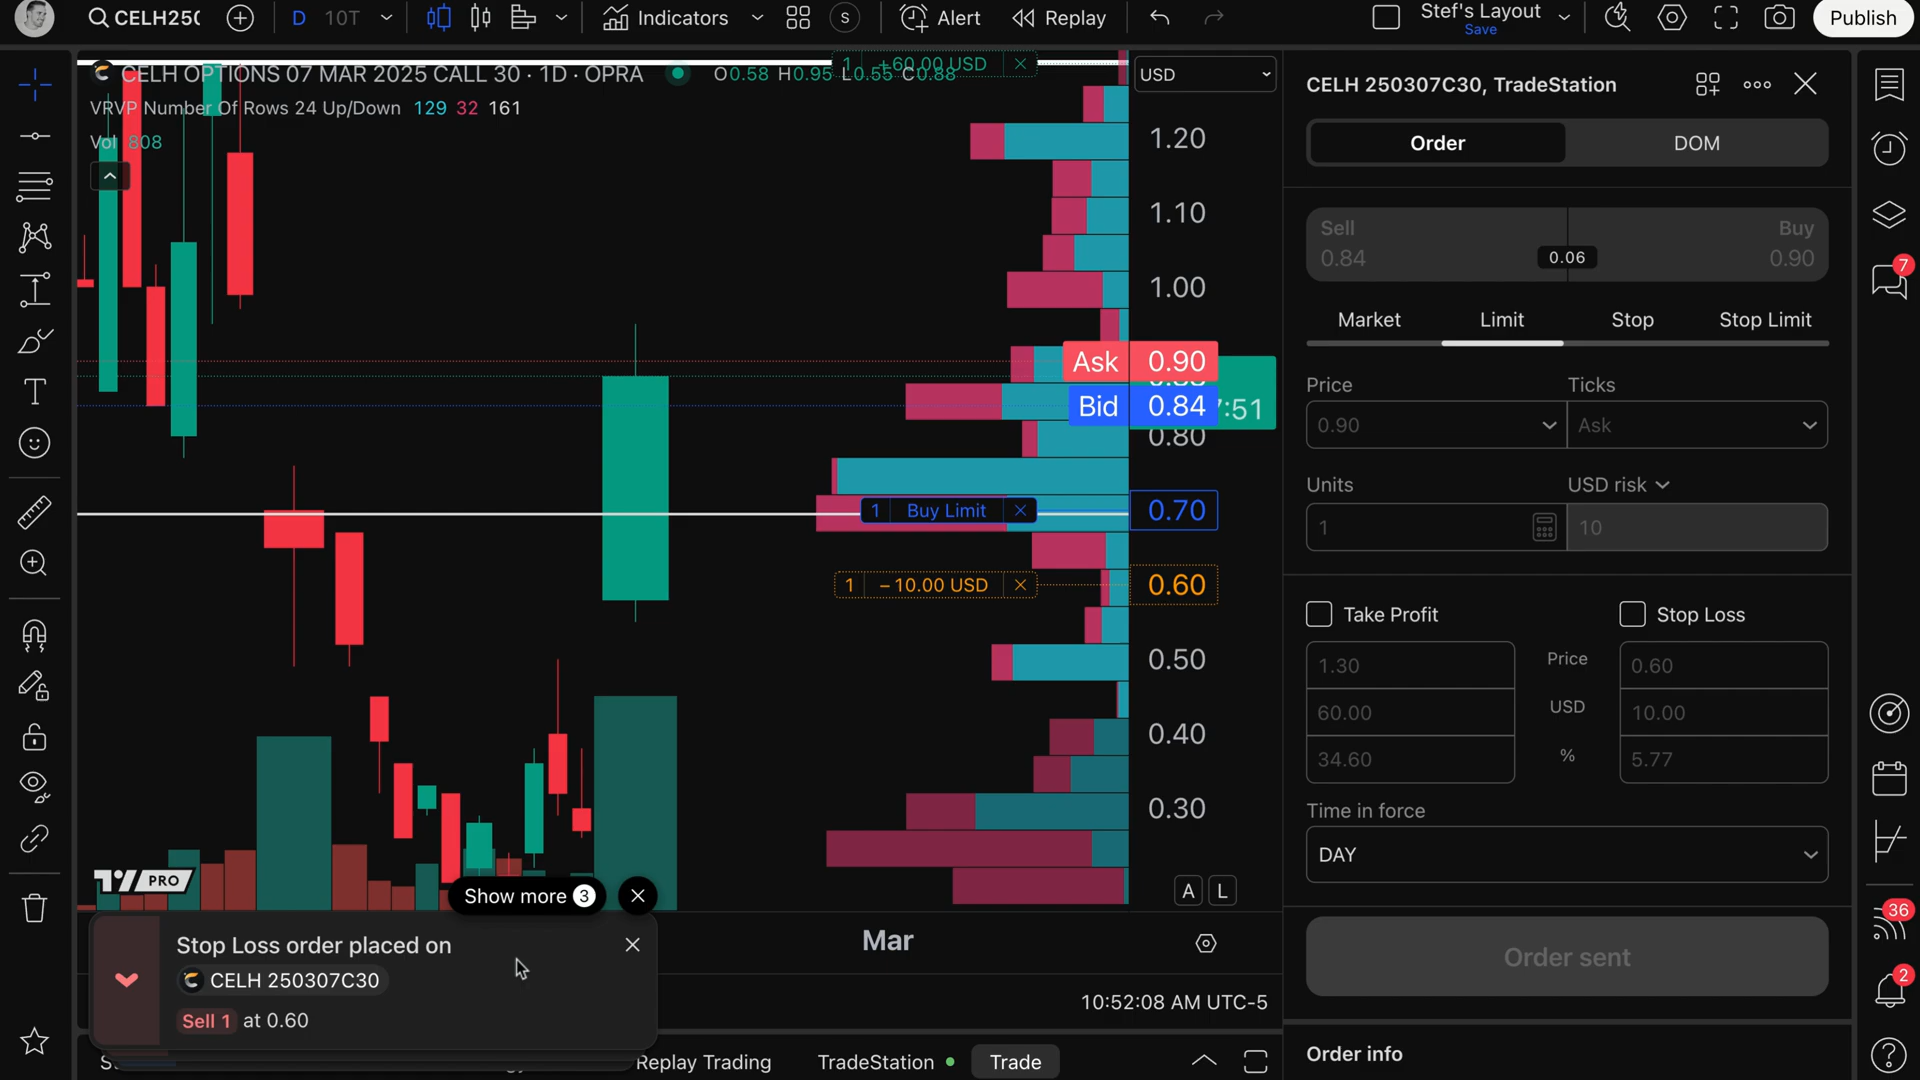 CELH250
D
10T
Indicators
S
Alert
Replay
Stef's Layout
Save
Publish
CELH OPTIONS 07 MAR 2025 CALL 30 · 1D · OPRA
O0.58 H0.95 L0.55 C0.88
1 +60.00 USD
USD
VRVP Number Of Rows 24 Up/Down 129 32 161
Vol 808
1.20
1.10
1.00
Ask 0.90
Bid 0.84
7:51
0.80
1 Buy Limit
0.70
1 −10.00 USD
0.60
0.50
0.40
0.30
A L
PRO
Show more 3
Mar
Stop Loss order placed on
CELH 250307C30
Sell 1 at 0.60
10:52:08 AM UTC-5
Replay Trading
TradeStation
Trade
CELH 250307C30, TradeStation
Order
DOM
Sell
0.84
0.06
Buy
0.90
Market
Limit
Stop
Stop Limit
Price
Ticks
0.90
Ask
Units
USD risk
1
10
Take Profit
Stop Loss
1.30 Price 0.60
60.00 USD 10.00
34.60 % 5.77
Time in force
DAY
Order sent
Order info
7
36
2